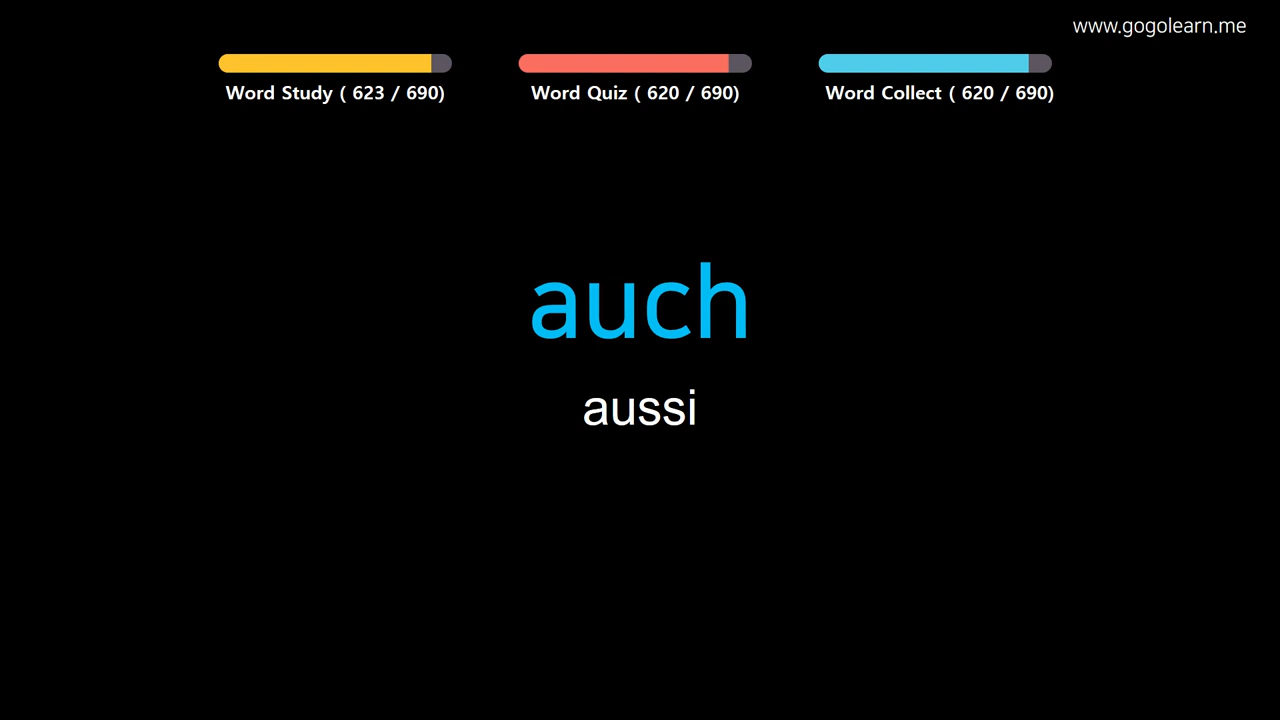 www.gogolearn.me
Word Study ( 623 / 690)
Word Quiz ( 620 / 690)
Word Collect ( 620 / 690)
auch
aussi